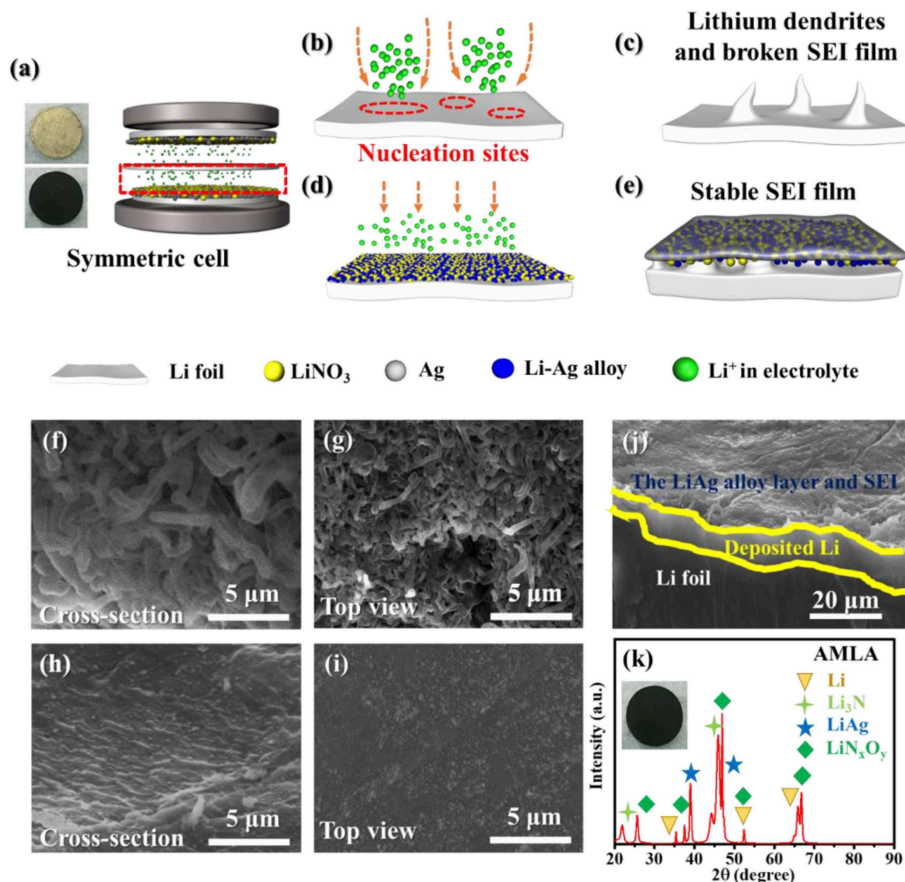 (a)
Symmetric cell
(b)
Nucleation sites
(c)
Lithium dendrites
and broken SEI film
(d)
(e)
Stable SEI film
Li foil
LiNO₃
Ag
Li-Ag alloy
Li⁺ in electrolyte
(f)
5 μm
Cross-section
(g)
5 μm
Top view
(j)
The LiAg alloy layer and SEI
Deposited Li
Li foil
20 μm
(h)
5 μm
Cross-section
(i)
5 μm
Top view
(k)
AMLA
Li
Li₃N
LiAg
LiNₓOᵧ
Intensity (a.u.)
20 30 40 50 60 70 80 90
2θ (degree)